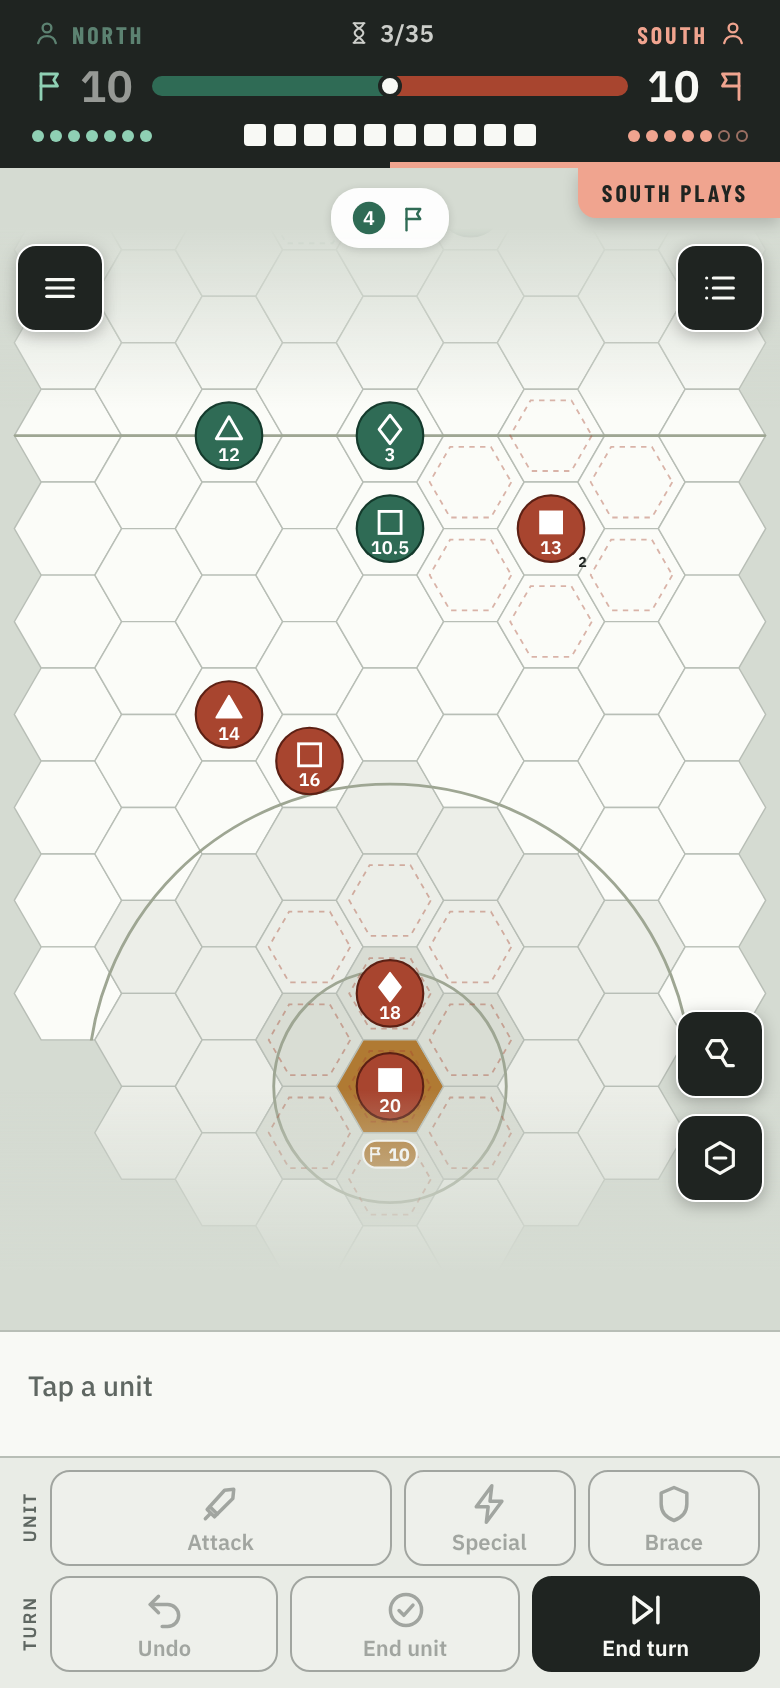 NORTH
3/35
SOUTH
10
10
SOUTH PLAYS
4
12
3
10.5
13
2
14
16
18
20
10
Tap a unit
UNIT
Attack
Special
Brace
TURN
Undo
End unit
End turn